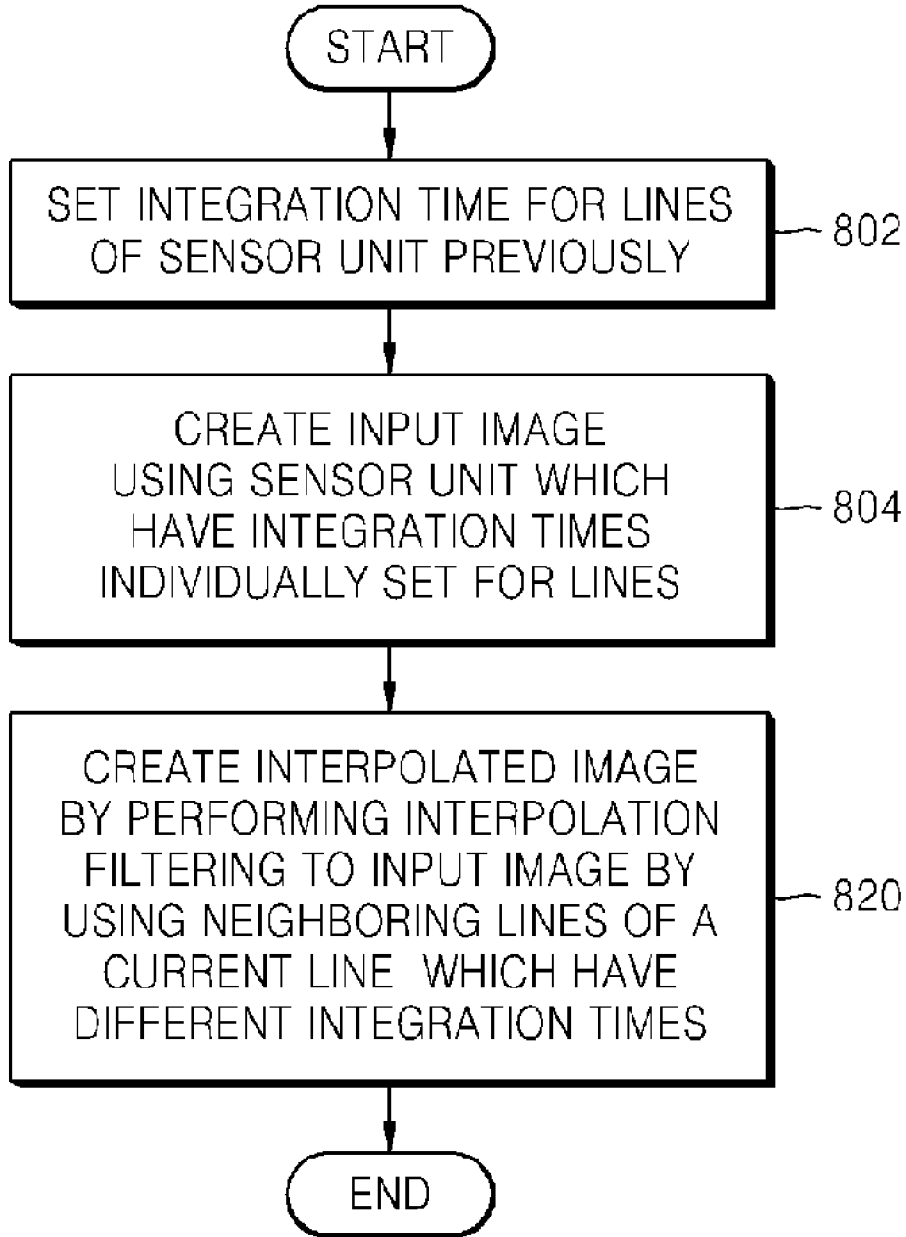 START
SET INTEGRATION TIME FOR LINES
OF SENSOR UNIT PREVIOUSLY
802
CREATE INPUT IMAGE
USING SENSOR UNIT WHICH
HAVE INTEGRATION TIMES
INDIVIDUALLY SET FOR LINES
804
CREATE INTERPOLATED IMAGE
BY PERFORMING INTERPOLATION
FILTERING TO INPUT IMAGE BY
USING NEIGHBORING LINES OF A
CURRENT LINE WHICH HAVE
DIFFERENT INTEGRATION TIMES
820
END